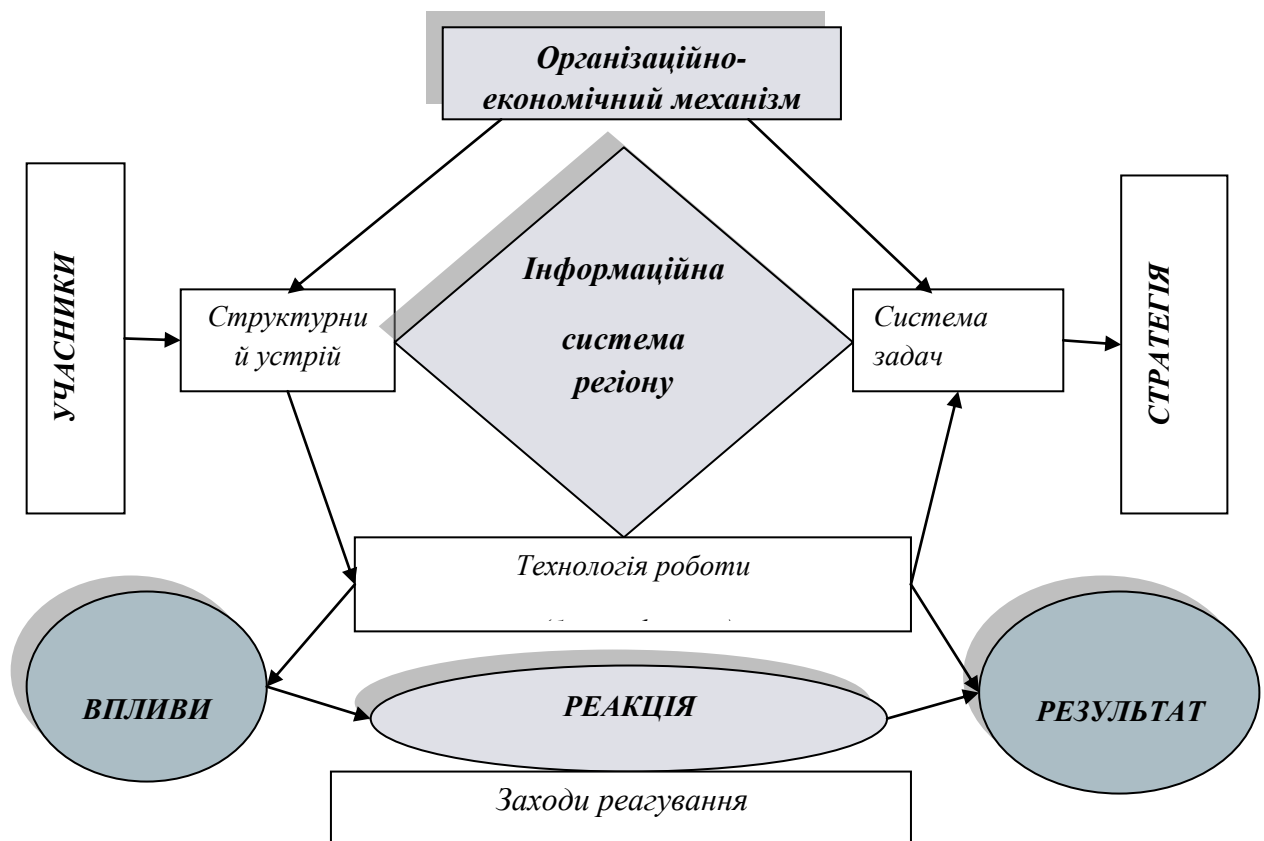 Організаційно-
економічний механізм
УЧАСНИКИ
Структурни
й устрій
Інформаційна
система
регіону
Система
задач
СТРАТЕГІЯ
Технологія роботи
ВПЛИВИ
РЕАКЦІЯ
РЕЗУЛЬТАТ
Заходи реагування